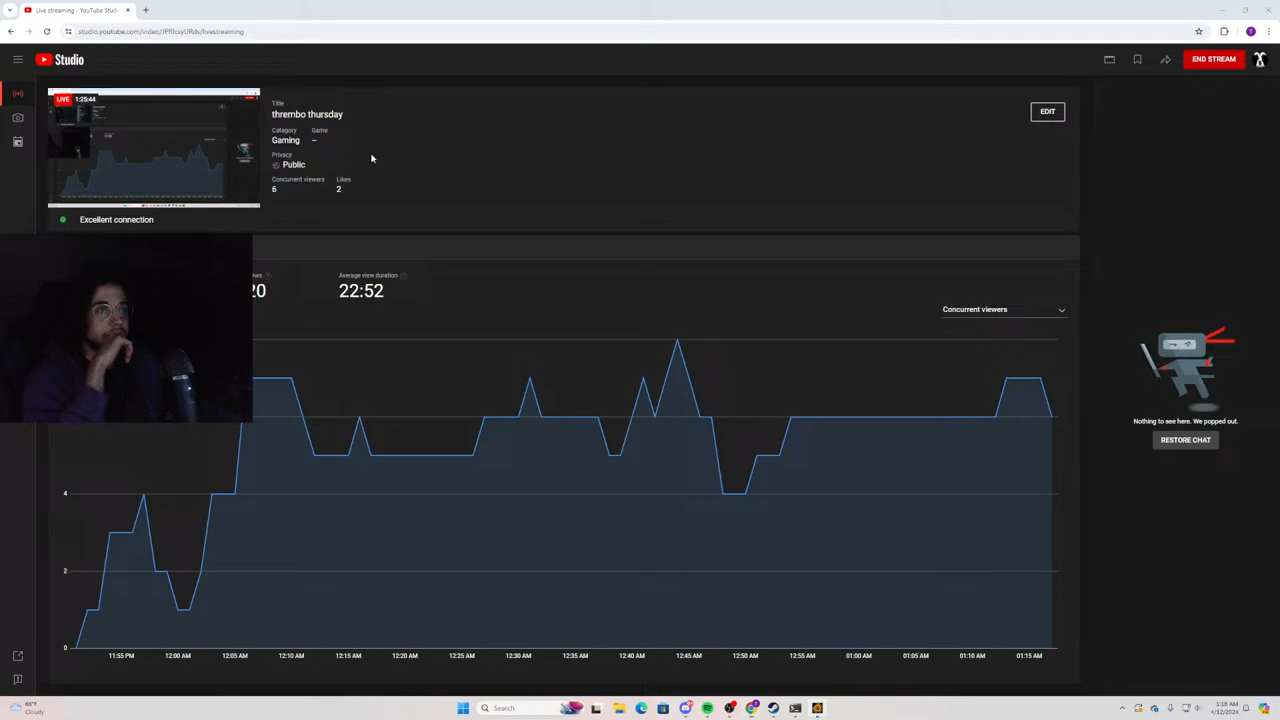 Live streaming - YouTube Studi
studio.youtube.com/video/JPRIcsyURds/livestreaming
Studio
END STREAM
LIVE 1:25:44
Title
thrembo thursday
EDIT
Category Game
Gaming –
Privacy
Public
Concurrent viewers Likes
6 2
Excellent connection
ews Average view duration
20 22:52
Concurrent viewers
Nothing to see here. We popped out.
RESTORE CHAT
4
2
0
11:55 PM 12:00 AM 12:05 AM 12:10 AM 12:15 AM 12:20 AM 12:25 AM 12:30 AM 12:35 AM 12:40 AM 12:45 AM 12:50 AM 12:55 AM 01:00 AM 01:05 AM 01:10 AM 01:15 AM
66°F
Cloudy
Search
1:18 AM
4/12/2024